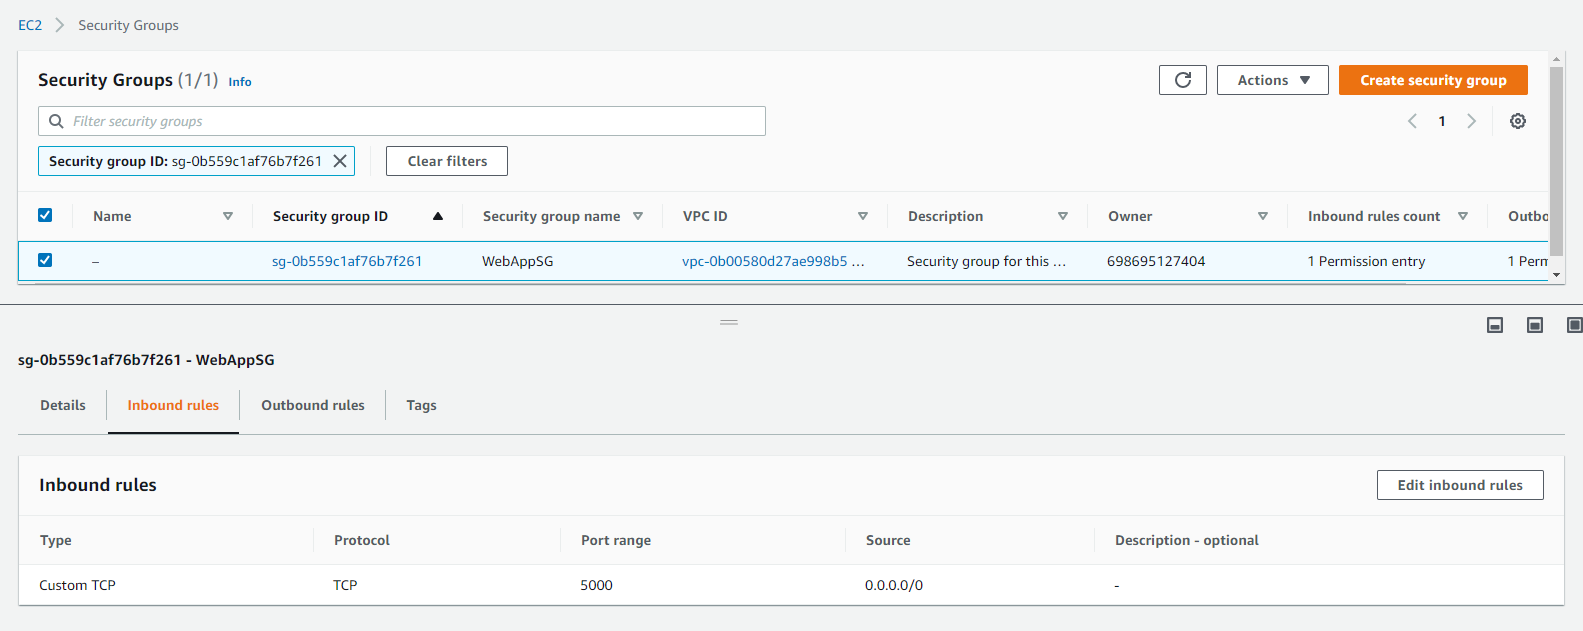 EC2 > Security Groups
Security Groups (1/1) Info
Actions
Create security group
Filter security groups
1
Security group ID: sg-0b559c1af76b7f261
Clear filters
Name Security group ID Security group name VPC ID Description Owner Inbound rules count Outbo
– sg-0b559c1af76b7f261 WebAppSG vpc-0b00580d27ae998b5 ... Security group for this ... 698695127404 1 Permission entry 1 Perm
sg-0b559c1af76b7f261 - WebAppSG
Details Inbound rules Outbound rules Tags
Inbound rules
Edit inbound rules
Type Protocol Port range Source Description - optional
Custom TCP TCP 5000 0.0.0.0/0 -